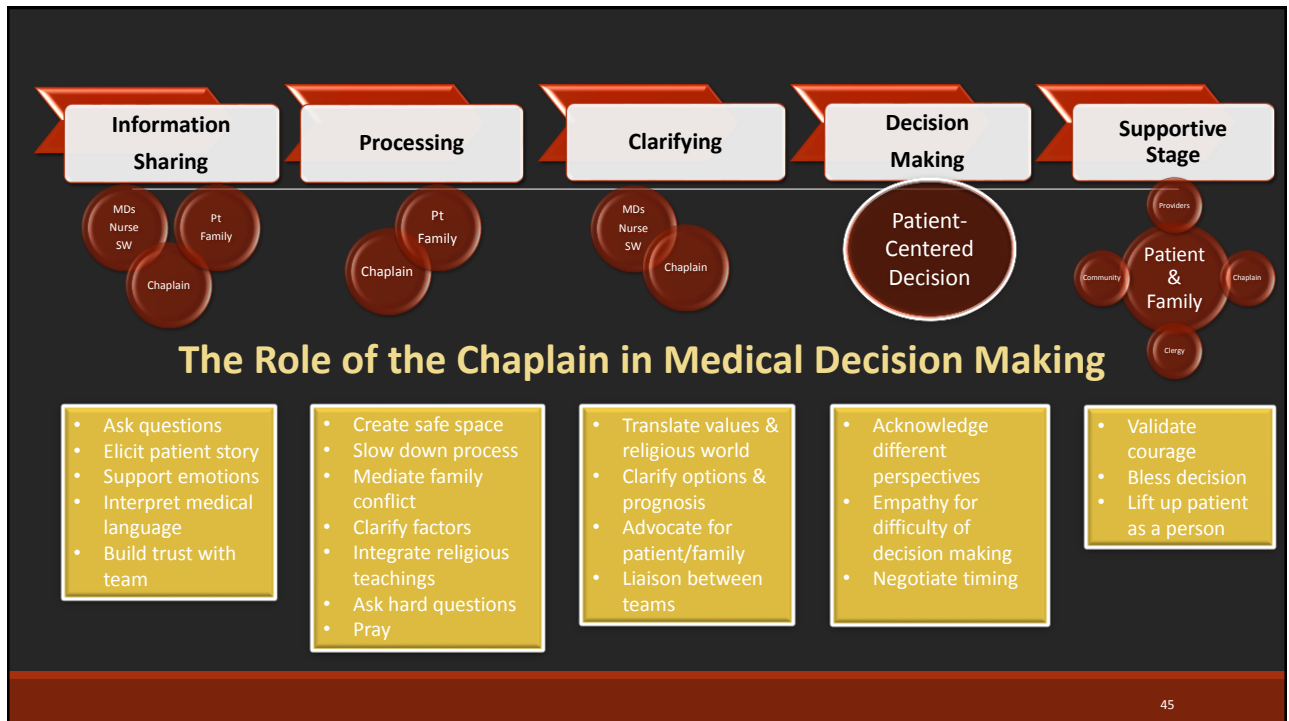 Information
Sharing
Processing
Clarifying
Decision
Making
Supportive
Stage
MDs
Nurse
SW
Pt
Family
Chaplain
Pt
Family
Chaplain
MDs
Nurse
SW
Chaplain
Patient-
Centered
Decision
Providers
Community
Patient
&
Family
Chaplain
Clergy
The Role of the Chaplain in Medical Decision Making
• Ask questions
• Elicit patient story
• Support emotions
• Interpret medical
language
• Build trust with
team
• Create safe space
• Slow down process
• Mediate family
conflict
• Clarify factors
• Integrate religious
teachings
• Ask hard questions
• Pray
• Translate values &
religious world
• Clarify options &
prognosis
• Advocate for
patient/family
• Liaison between
teams
• Acknowledge
different
perspectives
• Empathy for
difficulty of
decision making
• Negotiate timing
• Validate
courage
• Bless decision
• Lift up patient
as a person
45